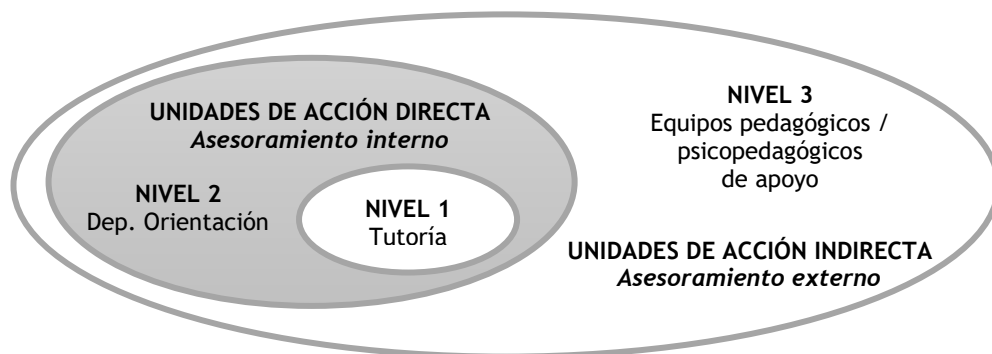 UNIDADES DE ACCIÓN DIRECTA
Asesoramiento interno
NIVEL 2
Dep. Orientación
NIVEL 1
Tutoría
NIVEL 3
Equipos pedagógicos /
psicopedagógicos
de apoyo
UNIDADES DE ACCIÓN INDIRECTA
Asesoramiento externo